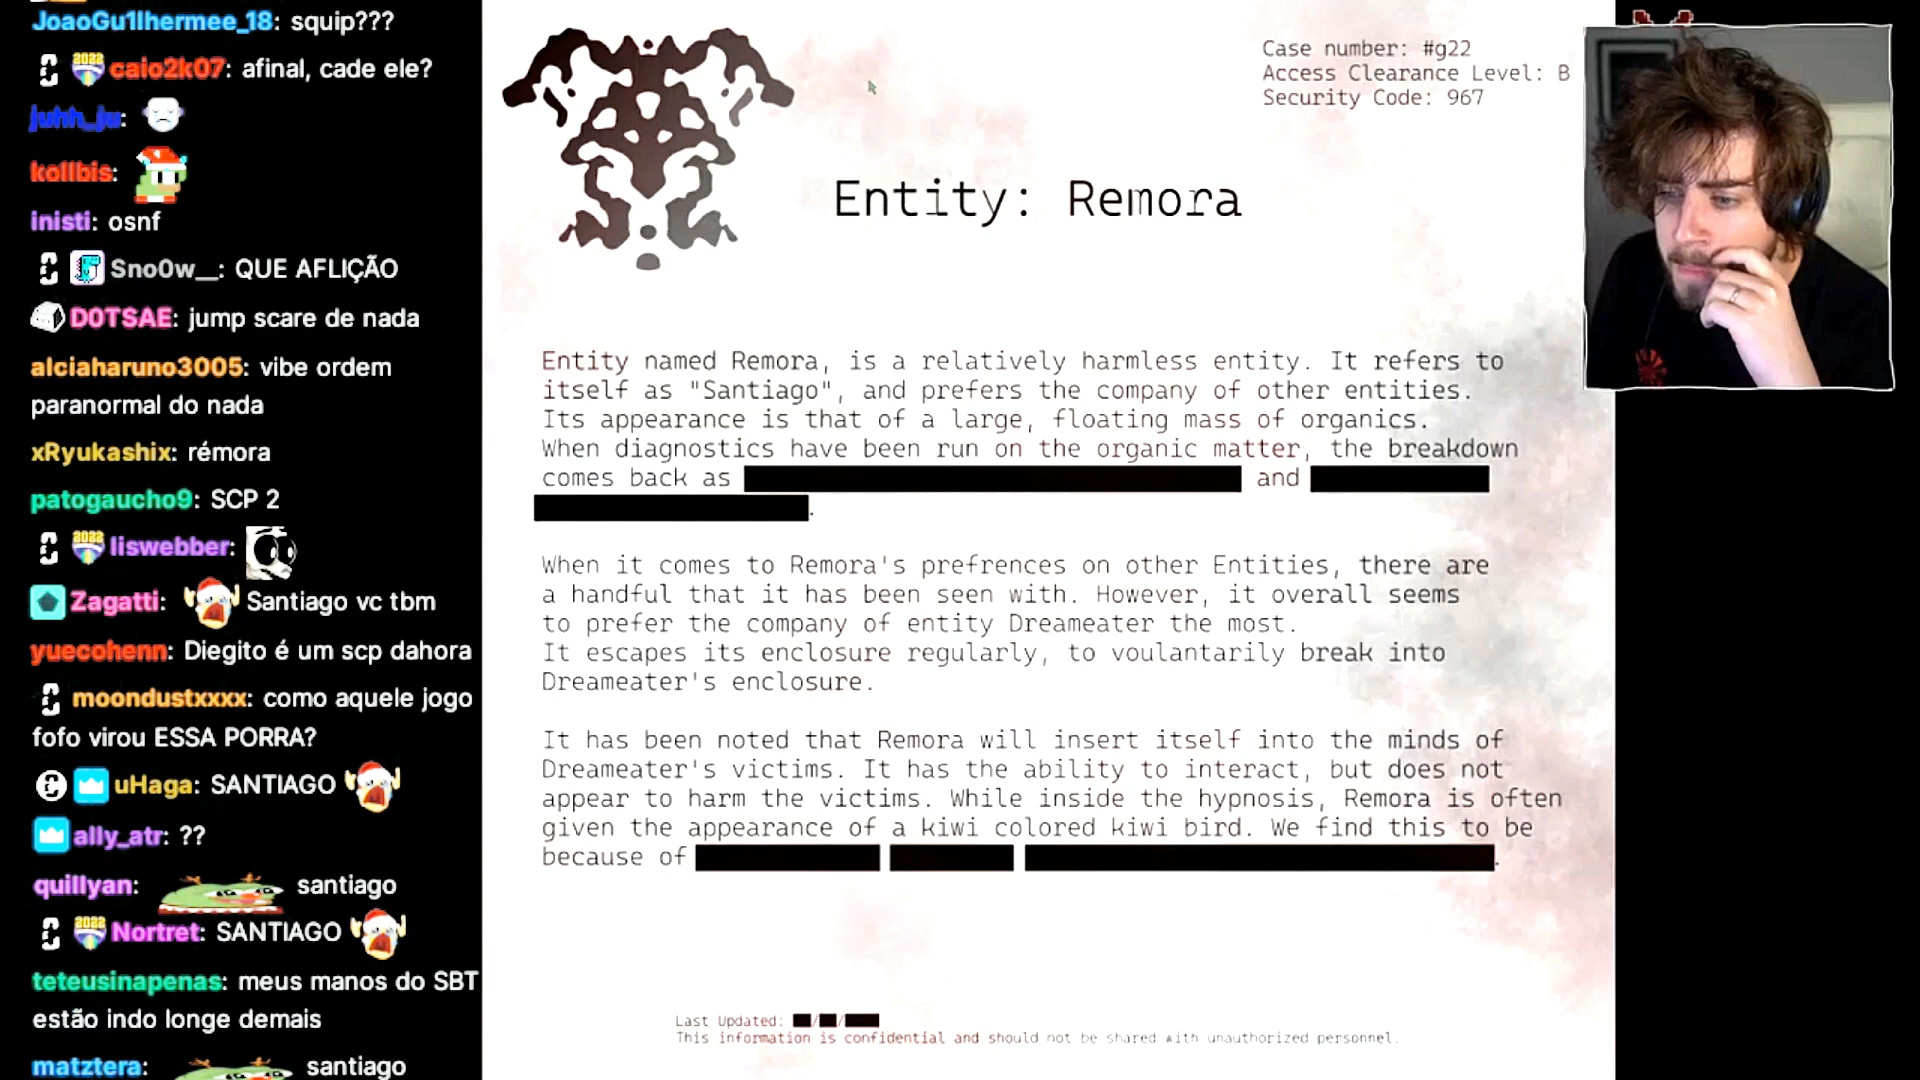 JoaoGu1lhermee_18: squip???
caio2k07: afinal, cade ele?
juhh_ju:
kollbis:
inisti: osnf
Sno0w__: QUE AFLIÇÃO
D0TSAE: jump scare de nada
alciaharuno3005: vibe ordem
paranormal do nada
xRyukashix: rémora
patogaucho9: SCP 2
liswebber:
Zagatti: Santiago vc tbm
yuecohenn: Diegito é um scp dahora
moondustxxxx: como aquele jogo
fofo virou ESSA PORRA?
uHaga: SANTIAGO
ally_atr: ??
quillyan: santiago
Nortret: SANTIAGO
teteusinapenas: meus manos do SBT
estão indo longe demais
matztera: santiago
Case number: #g22
Access Clearance Level: B
Security Code: 967
Entity: Remora
Entity named Remora, is a relatively harmless entity. It refers to
itself as "Santiago", and prefers the company of other entities.
Its appearance is that of a large, floating mass of organics.
When diagnostics have been run on the organic matter, the breakdown
comes back as and
.
When it comes to Remora's prefrences on other Entities, there are
a handful that it has been seen with. However, it overall seems
to prefer the company of entity Dreameater the most.
It escapes its enclosure regularly, to voulantarily break into
Dreameater's enclosure.
It has been noted that Remora will insert itself into the minds of
Dreameater's victims. It has the ability to interact, but does not
appear to harm the victims. While inside the hypnosis, Remora is often
given the appearance of a kiwi colored kiwi bird. We find this to be
because of .
Last Updated: / /
This information is confidential and should not be shared with unauthorized personnel.